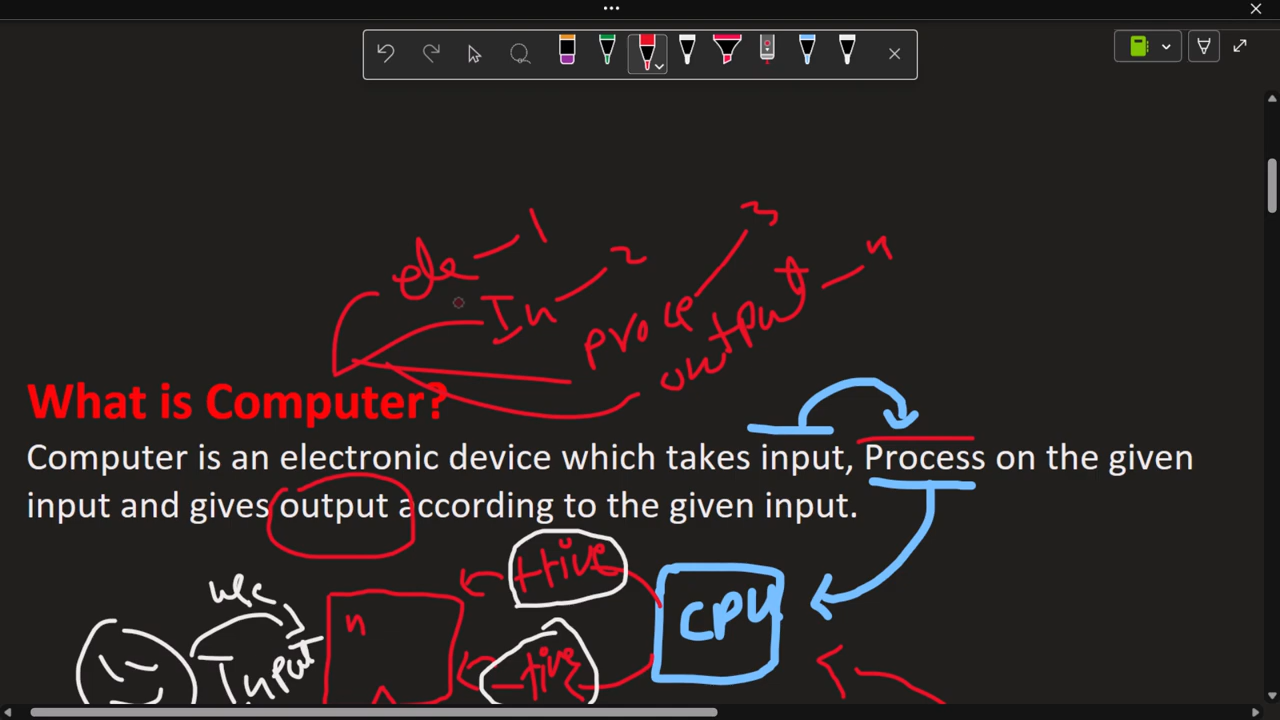 ele 1
In 2
proce 3
output 4
What is Computer?
Computer is an electronic device which takes input, Process on the given
input and gives output according to the given input.
+tive
CPU
n
Input
-tive